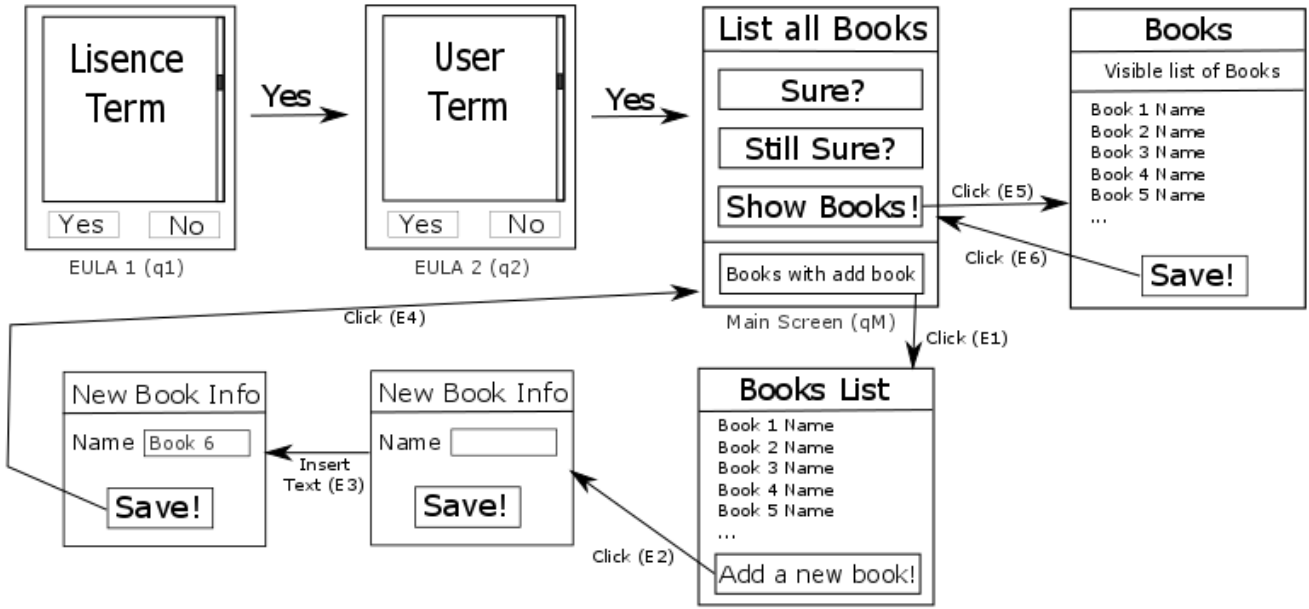 Lisence
Term
Yes
No
EULA 1 (q1)
Yes
User
Term
Yes
No
EULA 2 (q2)
Yes
List all Books
Sure?
Still Sure?
Show Books!
Books with add book
Main Screen (qM)
Click (E5)
Click (E6)
Books
Visible list of Books
Book 1 Name
Book 2 Name
Book 3 Name
Book 4 Name
Book 5 Name
...
Save!
Click (E4)
Click (E1)
New Book Info
Name
Book 6
Save!
Insert
Text (E3)
New Book Info
Name
Save!
Click (E2)
Books List
Book 1 Name
Book 2 Name
Book 3 Name
Book 4 Name
Book 5 Name
...
Add a new book!